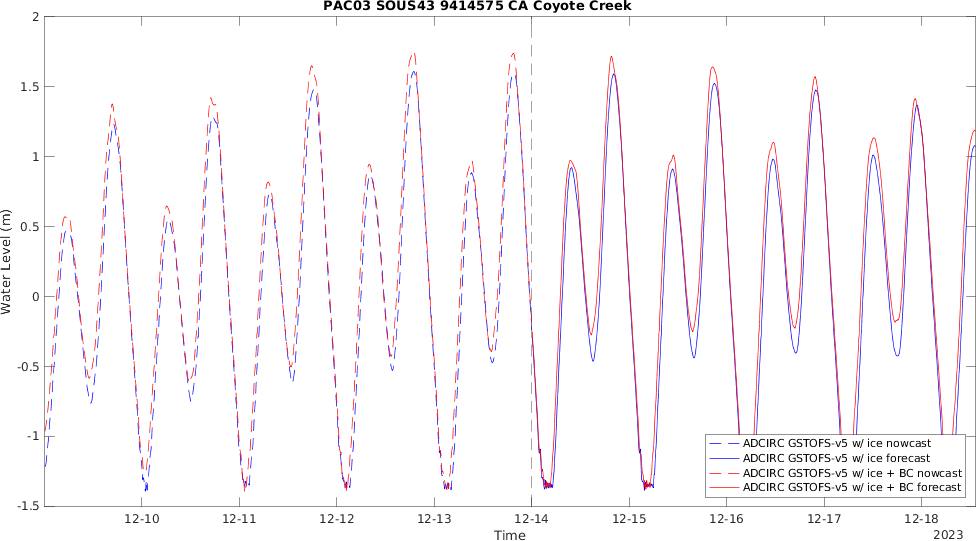 PAC03 SOUS43 9414575 CA Coyote Creek
2
1.5
1
0.5
0
-0.5
-1
-1.5
Water Level (m)
ADCIRC GSTOFS-v5 w/ ice nowcast
ADCIRC GSTOFS-v5 w/ ice forecast
ADCIRC GSTOFS-v5 w/ ice + BC nowcast
ADCIRC GSTOFS-v5 w/ ice + BC forecast
12-10 12-11 12-12 12-13 12-14 12-15 12-16 12-17 12-18
Time
2023